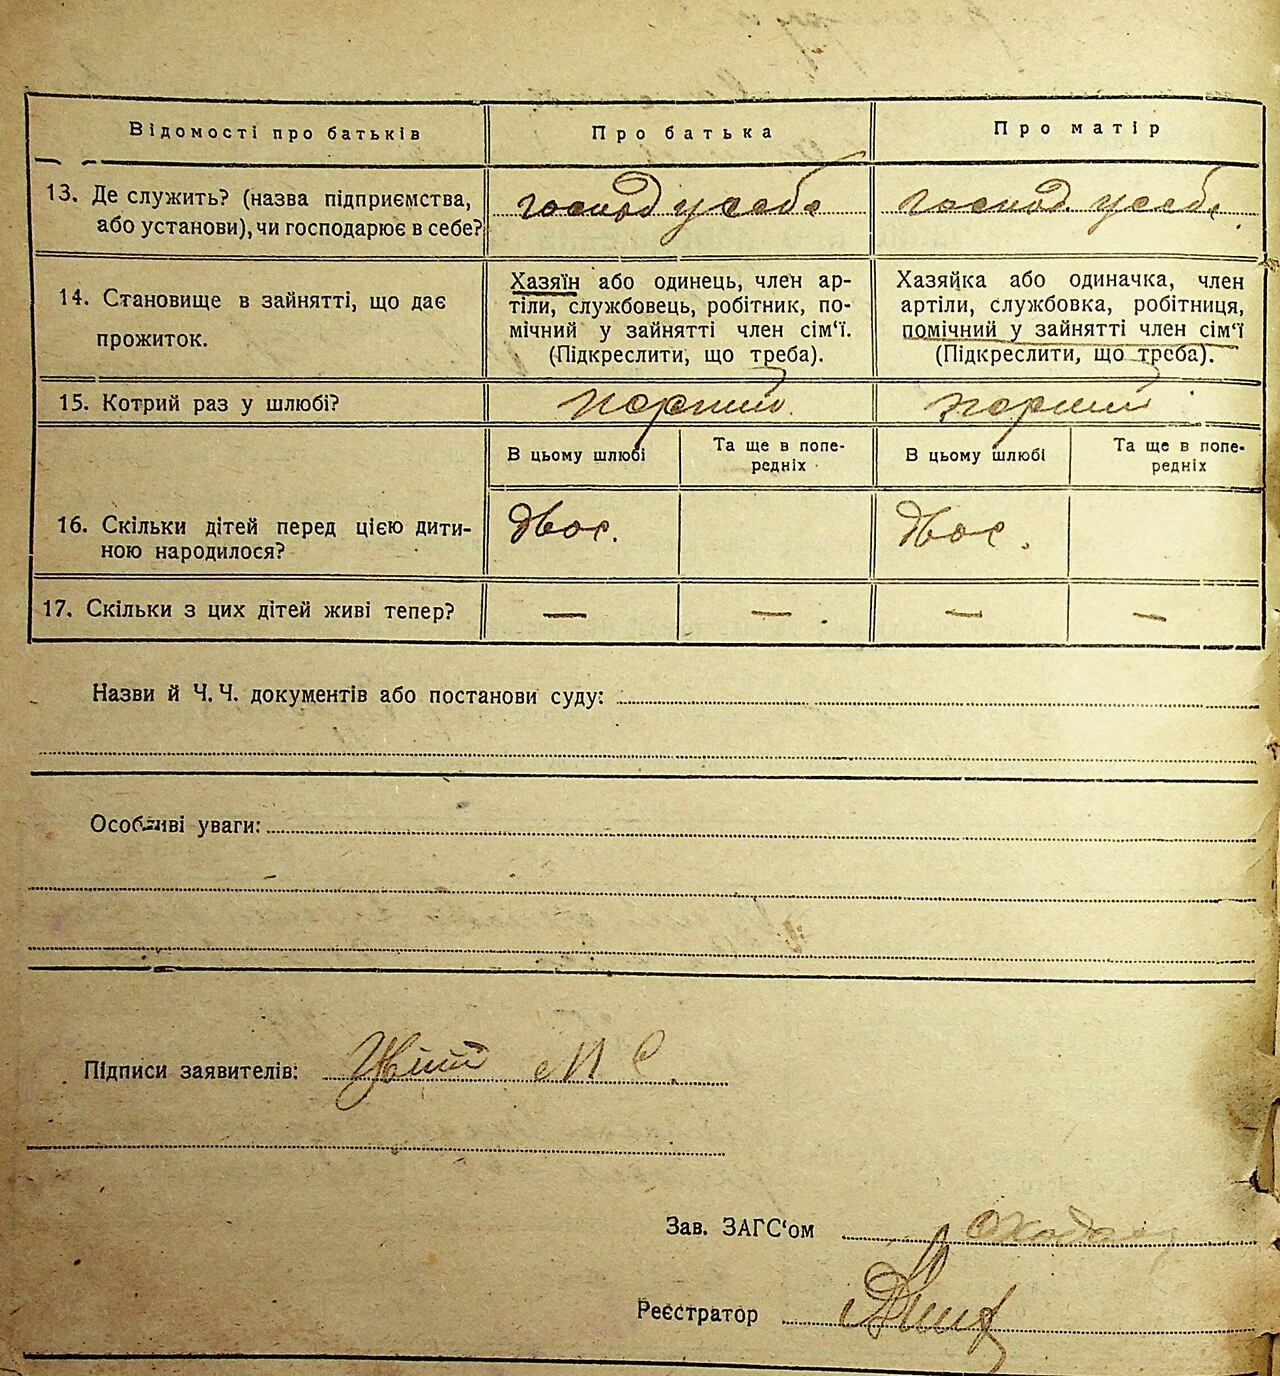 Відомості про батьків
Про батька
Про матір
13. Де служить? (назва підприємства,
або установи), чи господарює в себе?
господ у себе
господ. у себе
14. Становище в зайнятті, що дає
прожиток.
Хазяїн або одинець, член ар-
тіли, службовець, робітник, по-
мічний у зайнятті член сім'ї.
(Підкреслити, що треба).
Хазяйка або одиначка, член
артіли, службовка, робітниця,
помічний у зайнятті член сім'ї
(Підкреслити, що треба).
15. Котрий раз у шлюбі?
В цьому шлюбі
Та ще в попе-
редніх
В цьому шлюбі
Та ще в попе-
редніх
16. Скільки дітей перед цією дити-
ною народилося?
двоє.
двоє.
17. Скільки з цих дітей живі тепер?
—
—
—
—
Назви й Ч. Ч. документів або постанови суду:
Особливі уваги:
Підписи заявителів:
Зав. ЗАГС'ом
Реєстратор